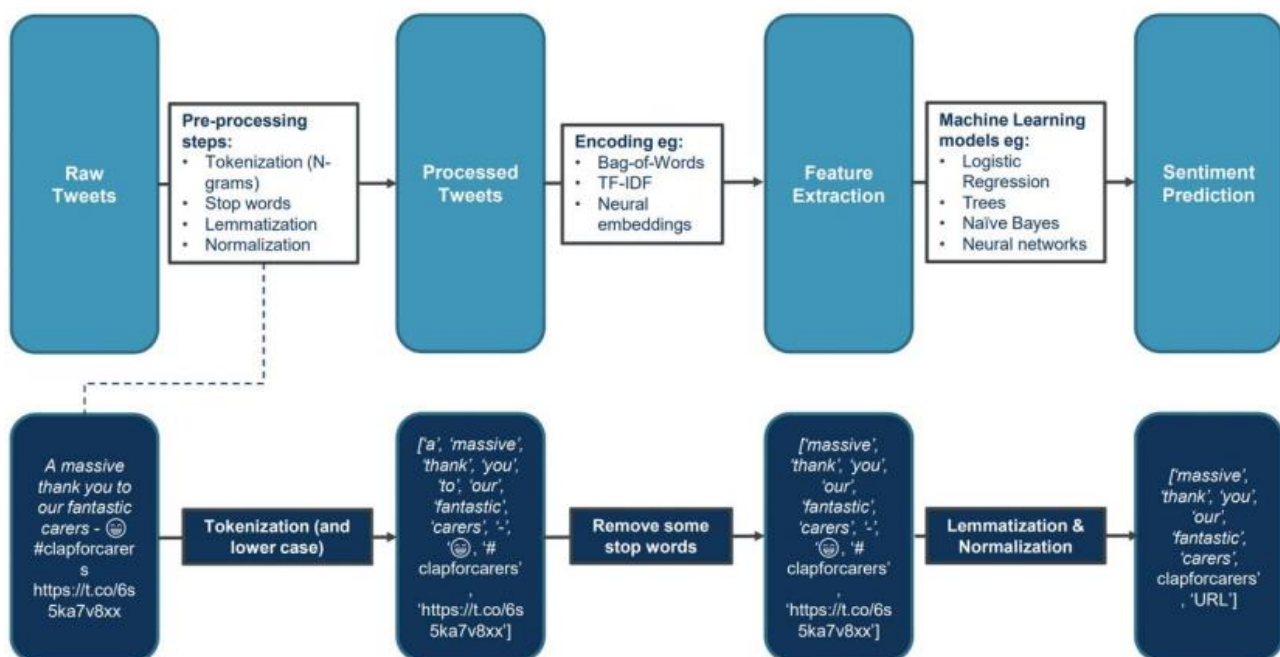 Raw
Tweets
Pre-processing
steps:
• Tokenization (N-
grams)
• Stop words
• Lemmatization
• Normalization
Processed
Tweets
Encoding eg:
• Bag-of-Words
• TF-IDF
• Neural
embeddings
Feature
Extraction
Machine Learning
models eg:
• Logistic
Regression
• Trees
• Naïve Bayes
• Neural networks
Sentiment
Prediction
A massive
thank you to
our fantastic
carers - 😁
#clapforcarer
s
https://t.co/6s
5ka7v8xx
Tokenization (and
lower case)
['a', 'massive',
'thank', 'you',
'to', 'our',
'fantastic',
'carers', '-',
'😁, '#
clapforcarers'
,
'https://t.co/6s
5ka7v8xx']
Remove some
stop words
['massive',
'thank', 'you',
'our',
'fantastic',
'carers', '-',
'😁, '#
clapforcarers'
,
'https://t.co/6s
5ka7v8xx']
Lemmatization &
Normalization
['massive',
'thank', 'you',
'our',
'fantastic',
'carers',
clapforcarers'
, 'URL']